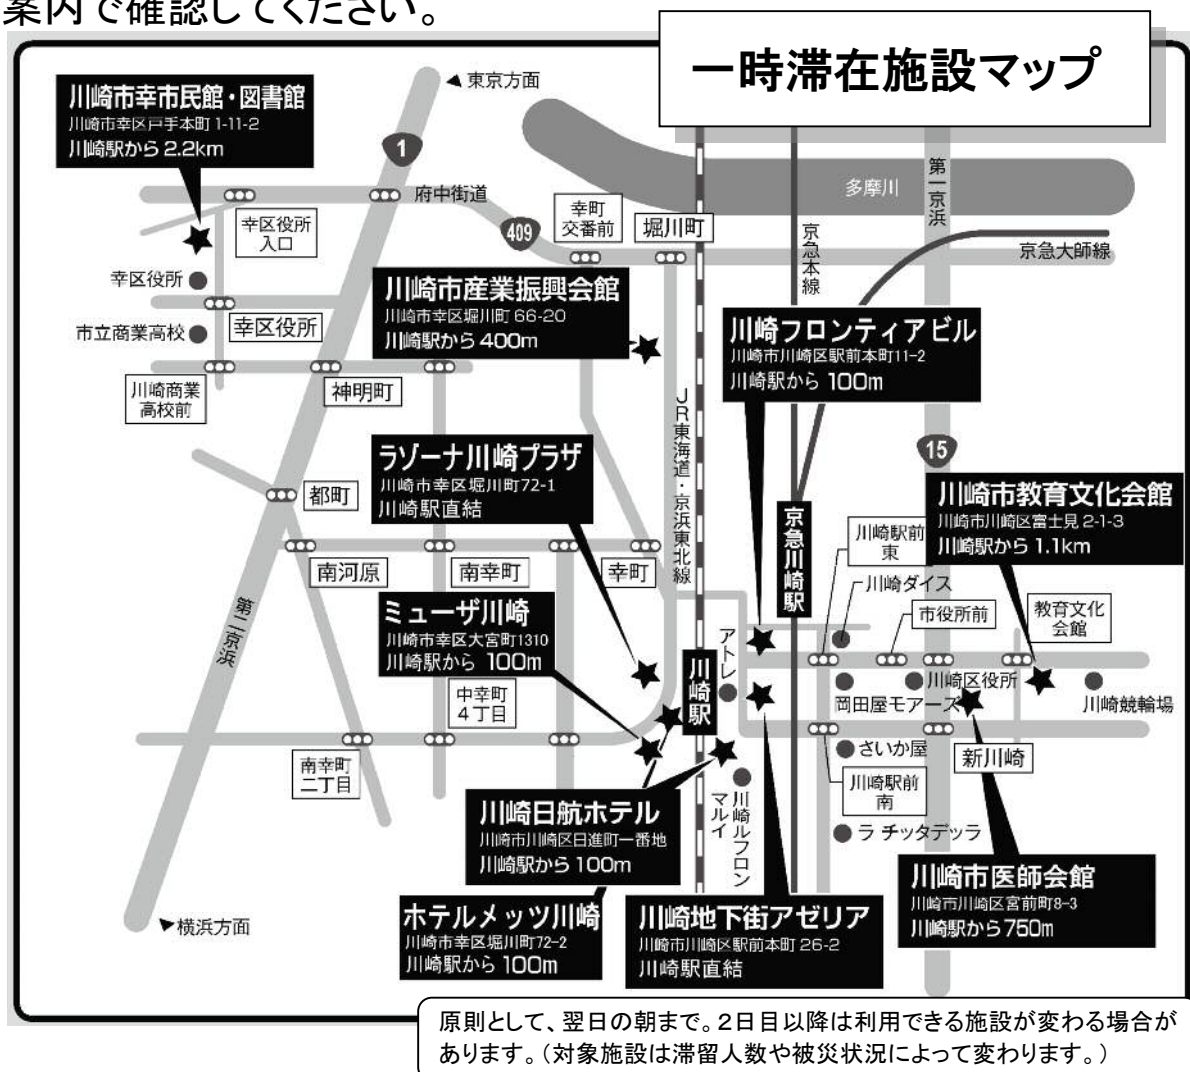 案内で確認してください。
一時滞在施設マップ
川崎市幸市民館・図書館
川崎市幸区戸手本町 1-11-2
川崎駅から 2.2km
◀ 東京方面
1
府中街道
多摩川
第一京浜
幸区役所
入口
409
幸町
交番前
堀川町
京急本線
京急大師線
幸区役所
川崎市産業振興会館
川崎市幸区堀川町 66-20
川崎駅から 400m
市立商業高校
幸区役所
川崎フロンティアビル
川崎市川崎区駅前本町11-2
川崎駅から 100m
川崎商業
高校前
神明町
JR東海道・京浜東北線
ラゾーナ川崎プラザ
川崎市幸区堀川町72-1
川崎駅直結
15
川崎市教育文化会館
川崎市川崎区富士見 2-1-3
川崎駅から 1.1km
都町
京急川崎駅
川崎駅前
東
南河原
南幸町
幸町
川崎ダイス
市役所前
教育文化
会館
第二京浜
ミューザ川崎
川崎市幸区大宮町1310
川崎駅から 100m
アトレ
川崎駅
中幸町
4丁目
川崎区役所
岡田屋モアーズ
川崎競輪場
南幸町
二丁目
さいか屋
新川崎
川崎駅前
南
川崎日航ホテル
川崎市川崎区日進町一番地
川崎駅から 100m
川崎ルフロン
マルイ
ラ チッタデッラ
川崎市医師会館
川崎市川崎区宮前町8-3
川崎駅から 750m
▶横浜方面
ホテルメッツ川崎
川崎市幸区堀川町72-2
川崎駅から 100m
川崎地下街アゼリア
川崎市川崎区駅前本町 26-2
川崎駅直結
原則として、翌日の朝まで。2日目以降は利用できる施設が変わる場合が
あります。(対象施設は滞留人数や被災状況によって変わります。)